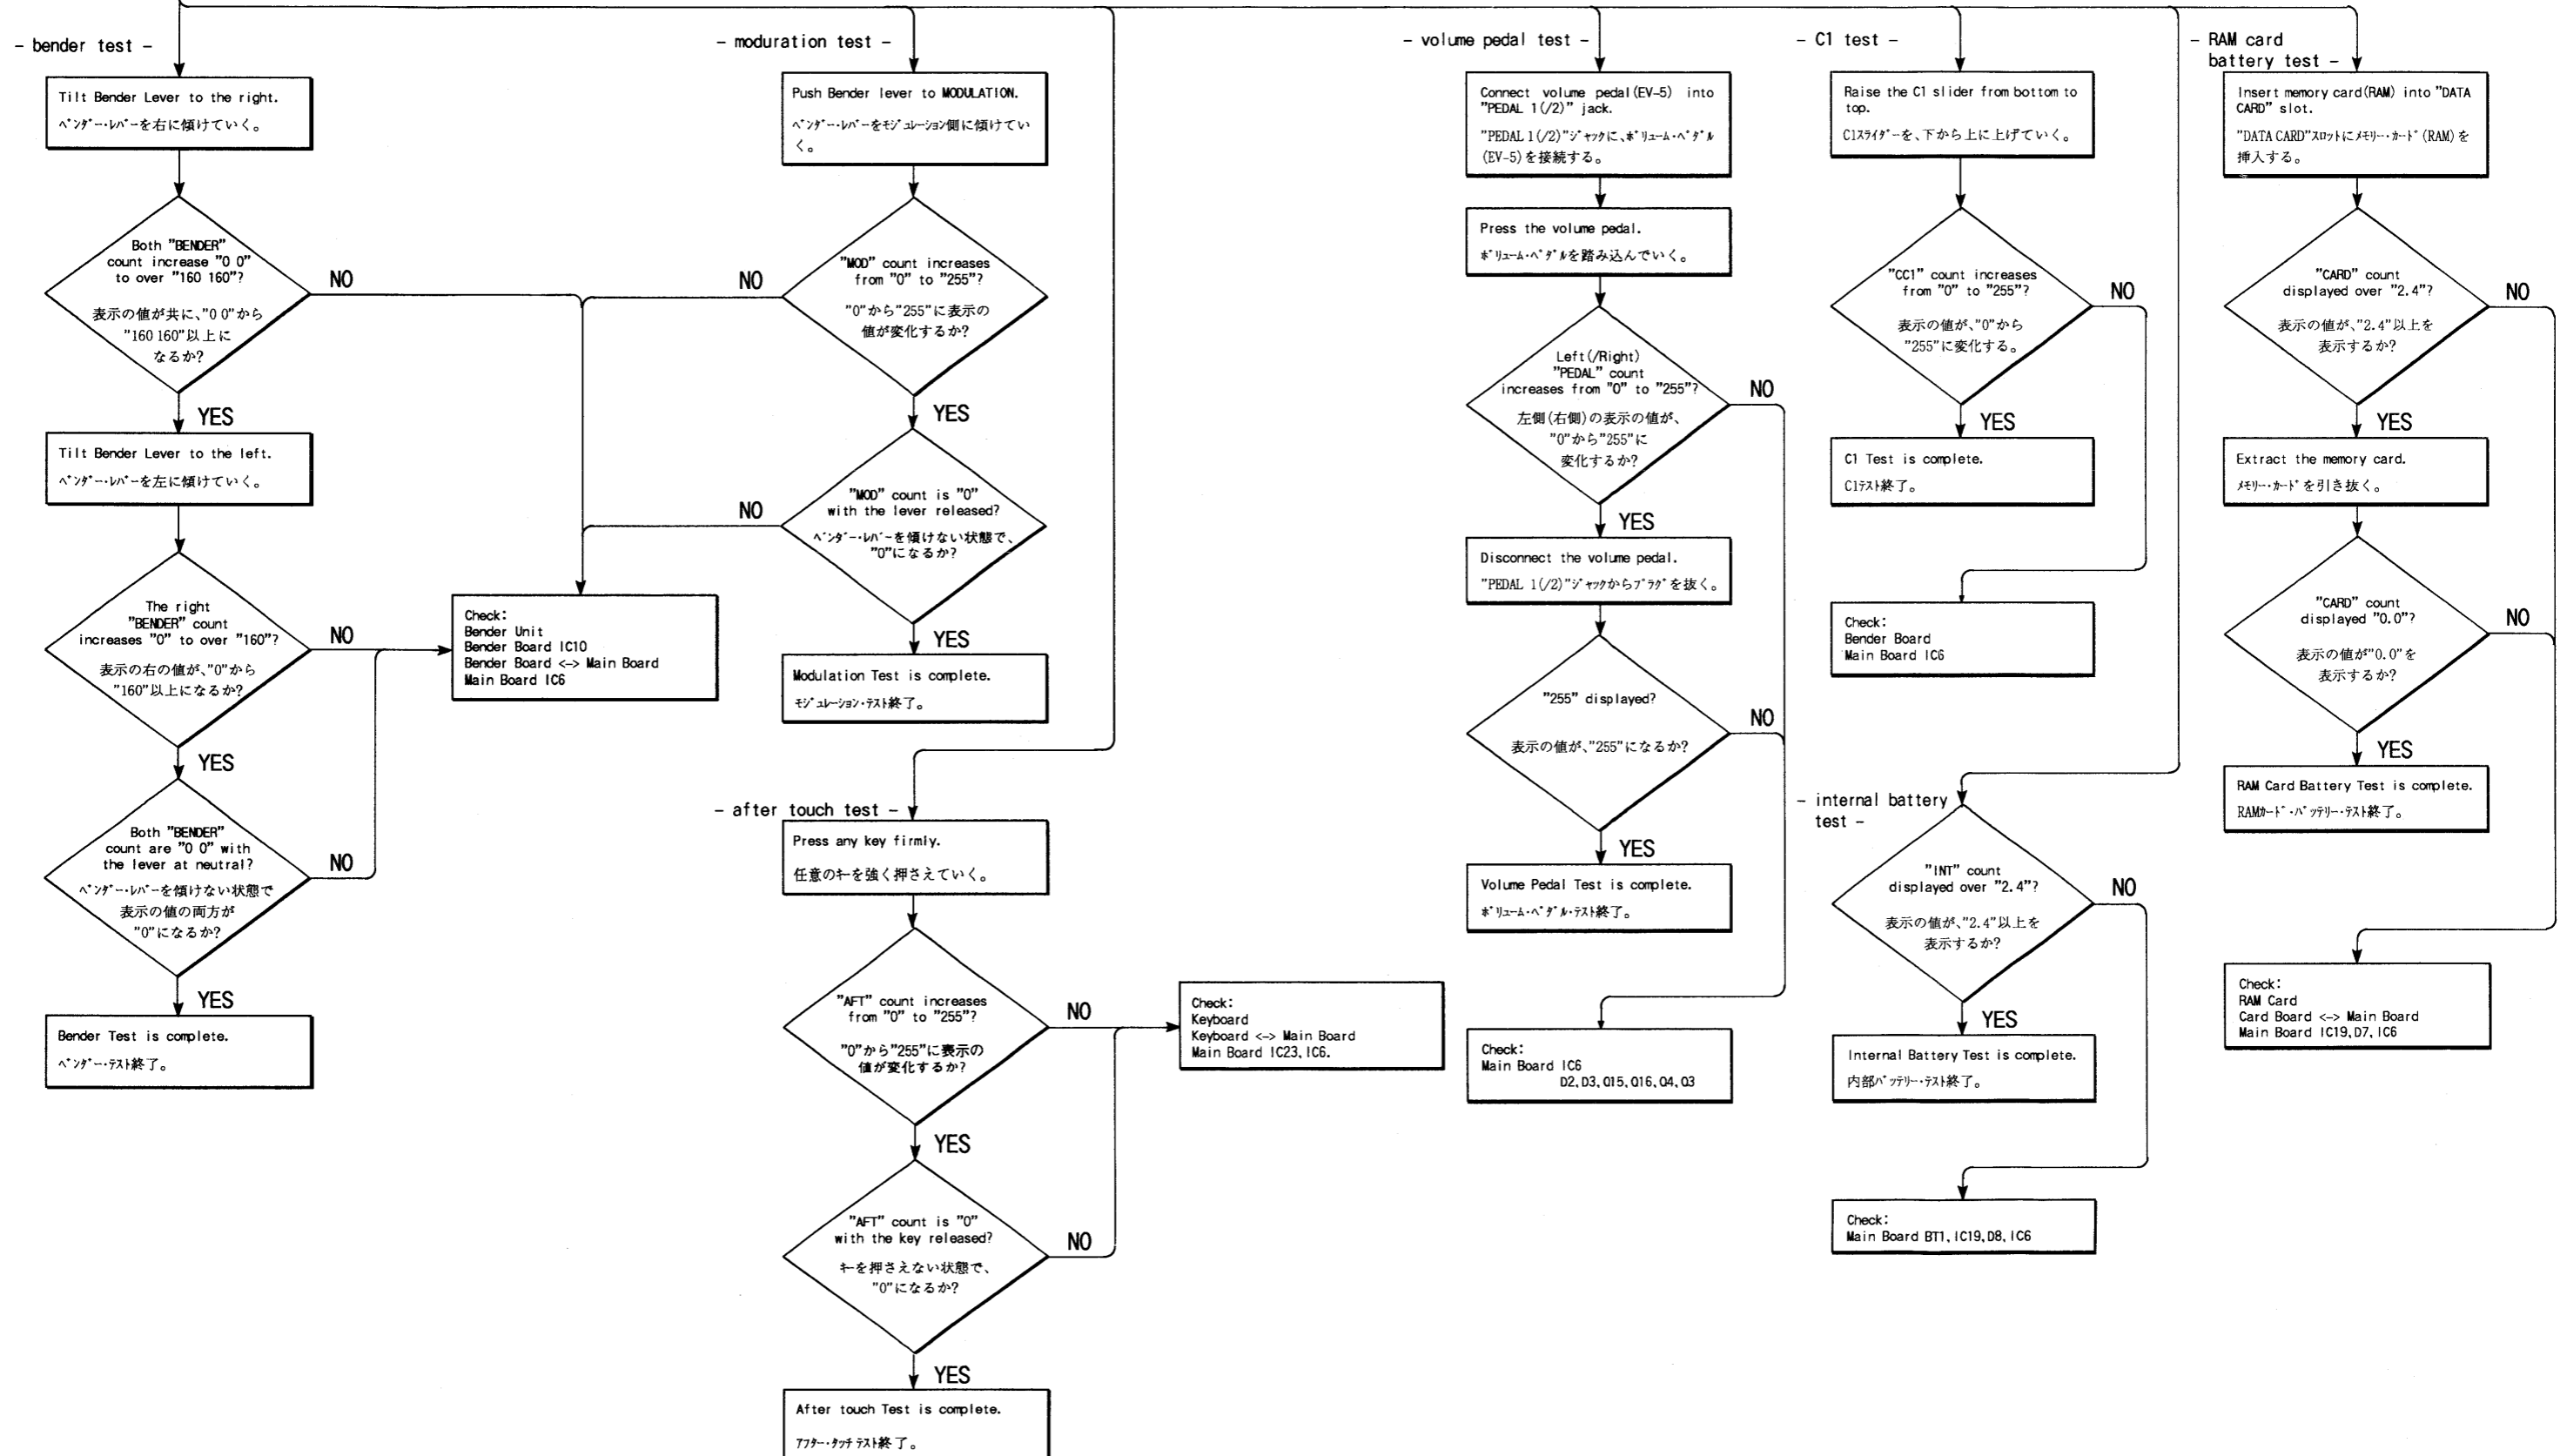 - bender test -
Tilt Bender Lever to the right.
ベンダー・レバーを右に傾けていく。
Both "BENDER"
count increase "0 0"
to over "160 160"?
表示の値が共に、"0 0"から
"160 160"以上に
なるか?
NO
YES
Tilt Bender Lever to the left.
ベンダー・レバーを左に傾けていく。
The right
"BENDER" count
increases "0" to over "160"?
表示の右の値が、"0"から
"160"以上になるか?
NO
YES
Both "BENDER"
count are "0 0" with
the lever at neutral?
ベンダー・レバーを傾けない状態で
表示の値の両方が
"0"になるか?
NO
YES
Bender Test is complete.
ベンダー・テスト終了。
Check:
Bender Unit
Bender Board IC10
Bender Board <-> Main Board
Main Board IC6
- moduration test -
Push Bender lever to MODULATION.
ベンダー・レバーをモジュレーション側に傾けてい
く。
"MOD" count increases
from "0" to "255"?
"0"から"255"に表示の
値が変化するか?
NO
YES
"MOD" count is "0"
with the lever released?
ベンダー・レバーを傾けない状態で、
"0"になるか?
NO
YES
Modulation Test is complete.
モジュレーション・テスト終了。
- after touch test -
Press any key firmly.
任意のキーを強く押さえていく。
"AFT" count increases
from "0" to "255"?
"0"から"255"に表示の
値が変化するか?
NO
YES
"AFT" count is "0"
with the key released?
キーを押さえない状態で、
"0"になるか?
NO
YES
After touch Test is complete.
アフター・タッチ テスト終了。
Check:
Keyboard
Keyboard <-> Main Board
Main Board IC23, IC6.
- volume pedal test -
Connect volume pedal(EV-5) into
"PEDAL 1(/2)" jack.
"PEDAL 1(/2)"ジャックに、ボリューム・ペダル
(EV-5)を接続する。
Press the volume pedal.
ボリューム・ペダルを踏み込んでいく。
Left(/Right)
"PEDAL" count
increases from "0" to "255"?
左側(右側)の表示の値が、
"0"から"255"に
変化するか?
NO
YES
Disconnect the volume pedal.
"PEDAL 1(/2)"ジャックからプラグを抜く。
"255" displayed?
表示の値が、"255"になるか?
NO
YES
Volume Pedal Test is complete.
ボリューム・ペダル・テスト終了。
Check:
Main Board IC6
D2, D3, Q15, Q16, Q4, Q3
- C1 test -
Raise the C1 slider from bottom to
top.
C1スライダーを、下から上に上げていく。
"CC1" count increases
from "0" to "255"?
表示の値が、"0"から
"255"に変化する。
NO
YES
C1 Test is complete.
C1テスト終了。
Check:
Bender Board
Main Board IC6
- internal battery
test -
"INT" count
displayed over "2.4"?
表示の値が、"2.4"以上を
表示するか?
NO
YES
Internal Battery Test is complete.
内部バッテリー・テスト終了。
Check:
Main Board BT1, IC19, D8, IC6
- RAM card
battery test -
Insert memory card(RAM) into "DATA
CARD" slot.
"DATA CARD"スロットにメモリー・カード(RAM)を
挿入する。
"CARD" count
displayed over "2.4"?
表示の値が、"2.4"以上を
表示するか?
NO
YES
Extract the memory card.
メモリー・カードを引き抜く。
"CARD" count
displayed "0.0"?
表示の値が"0.0"を
表示するか?
NO
YES
RAM Card Battery Test is complete.
RAMカード・バッテリー・テスト終了。
Check:
RAM Card
Card Board <-> Main Board
Main Board IC19, D7, IC6